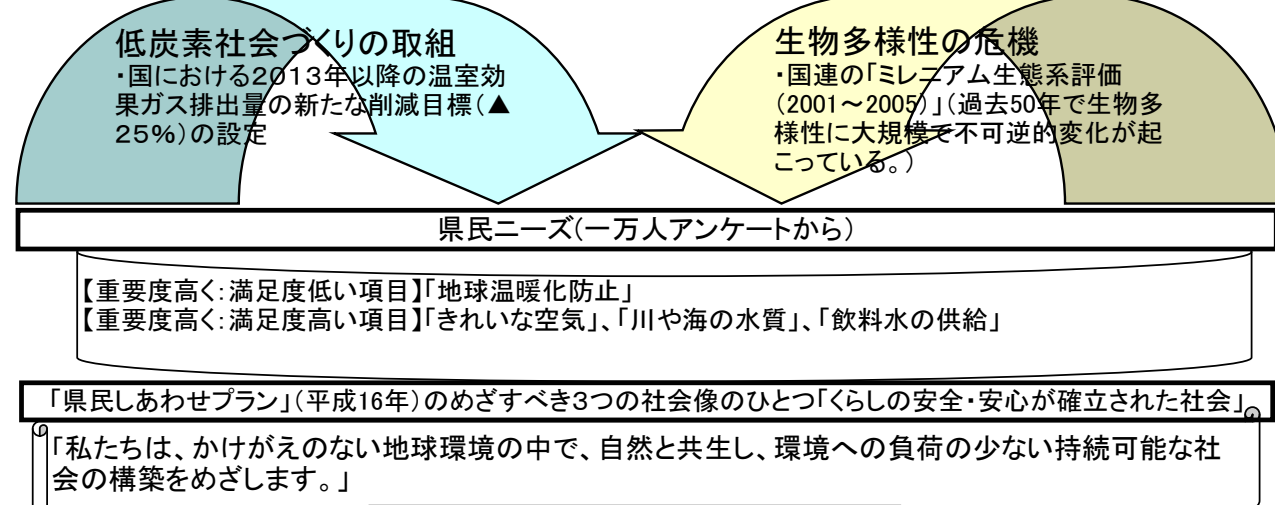 低炭素社会づくりの取組
・国における2013年以降の温室効
果ガス排出量の新たな削減目標(▲
25%)の設定
生物多様性の危機
・国連の「ミレニアム生態系評価
(2001~2005)」(過去50年で生物多
様性に大規模で不可逆的変化が起
こっている。)
県民ニーズ(一万人アンケートから)
【重要度高く:満足度低い項目】「地球温暖化防止」
【重要度高く:満足度高い項目】「きれいな空気」、「川や海の水質」、「飲料水の供給」
「県民しあわせプラン」(平成16年)のめざすべき3つの社会像のひとつ「くらしの安全・安心が確立された社会」
「私たちは、かけがえのない地球環境の中で、自然と共生し、環境への負荷の少ない持続可能な社
会の構築をめざします。」